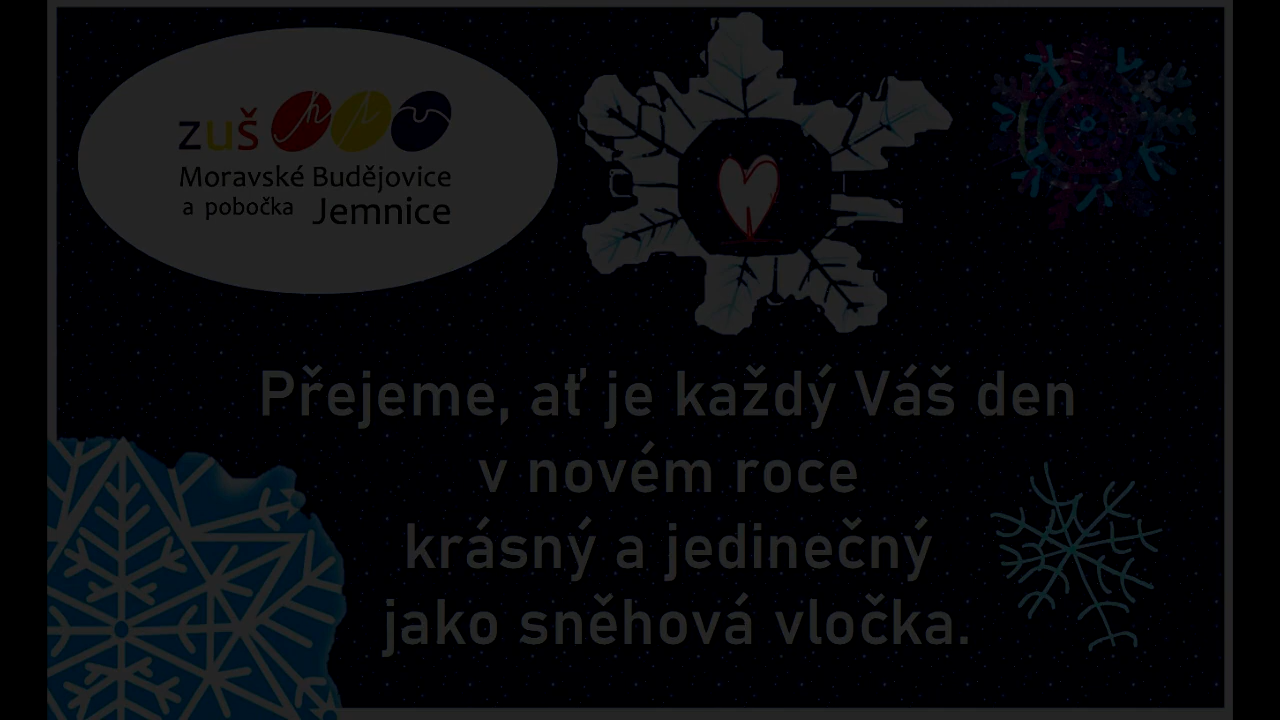 zuš
Moravské Budějovice
a pobočka Jemnice
Přejeme, ať je každý Váš den
v novém roce
krásný a jedinečný
jako sněhová vločka.